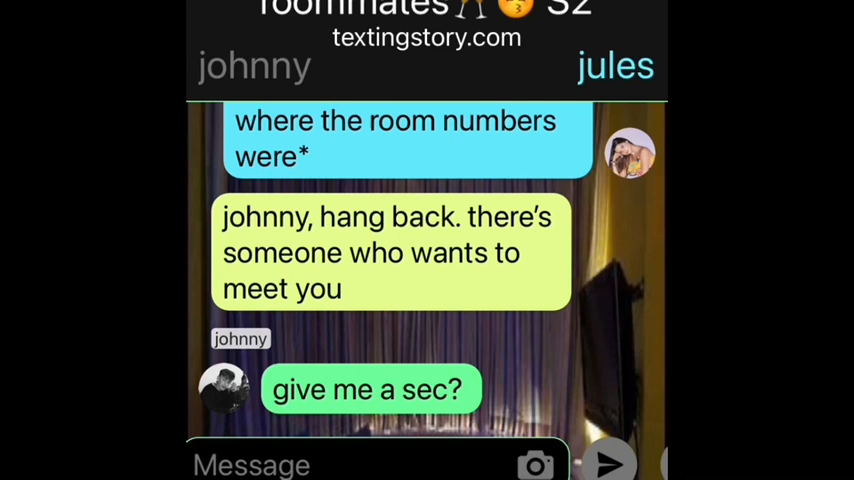 roommates🥂😚 S2
textingstory.com
johnny
jules
where the room numbers
were*
johnny, hang back. there's
someone who wants to
meet you
johnny
give me a sec?
Message